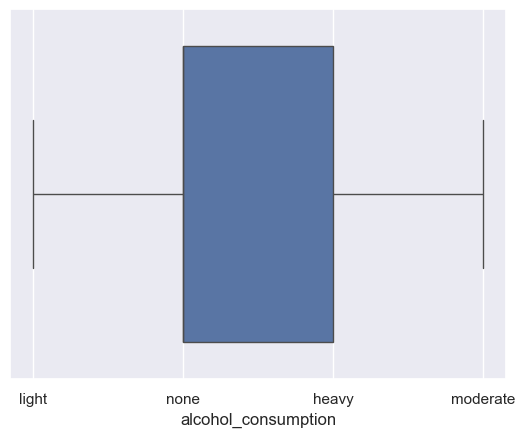 light none heavy moderate
alcohol_consumption